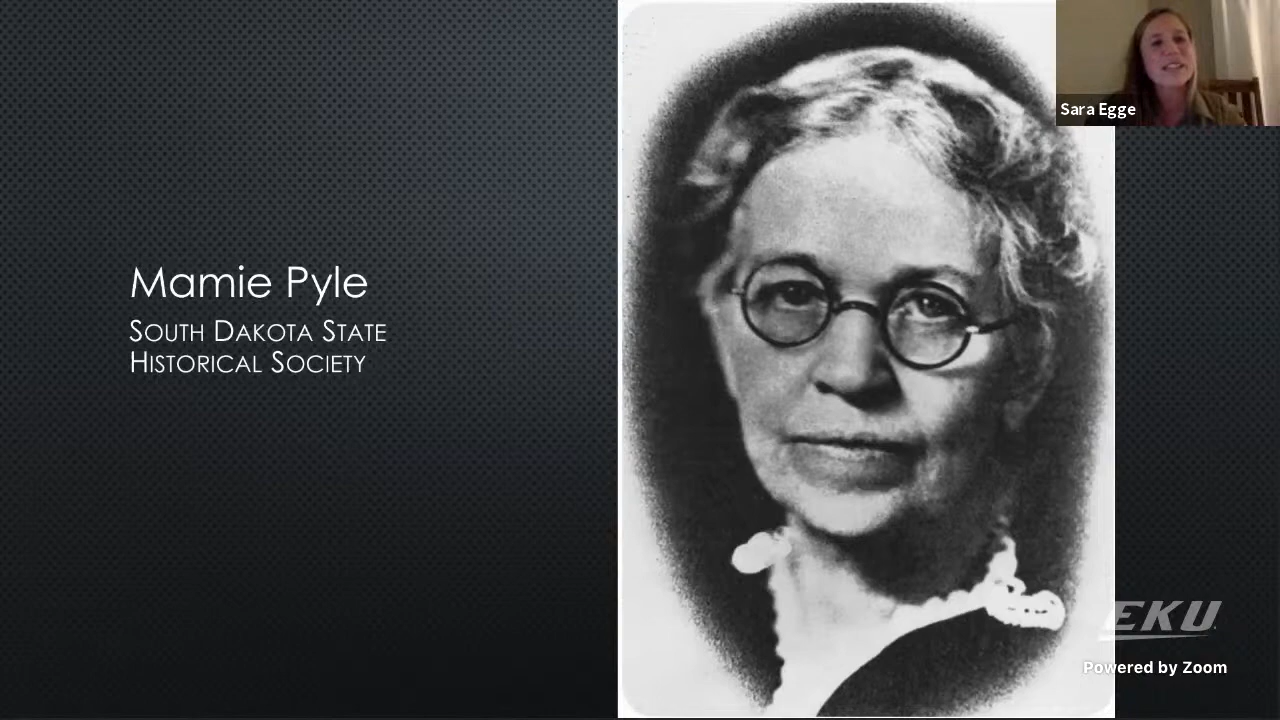 Sara Egge
Mamie Pyle
South Dakota State
Historical Society
EKU
Powered by Zoom